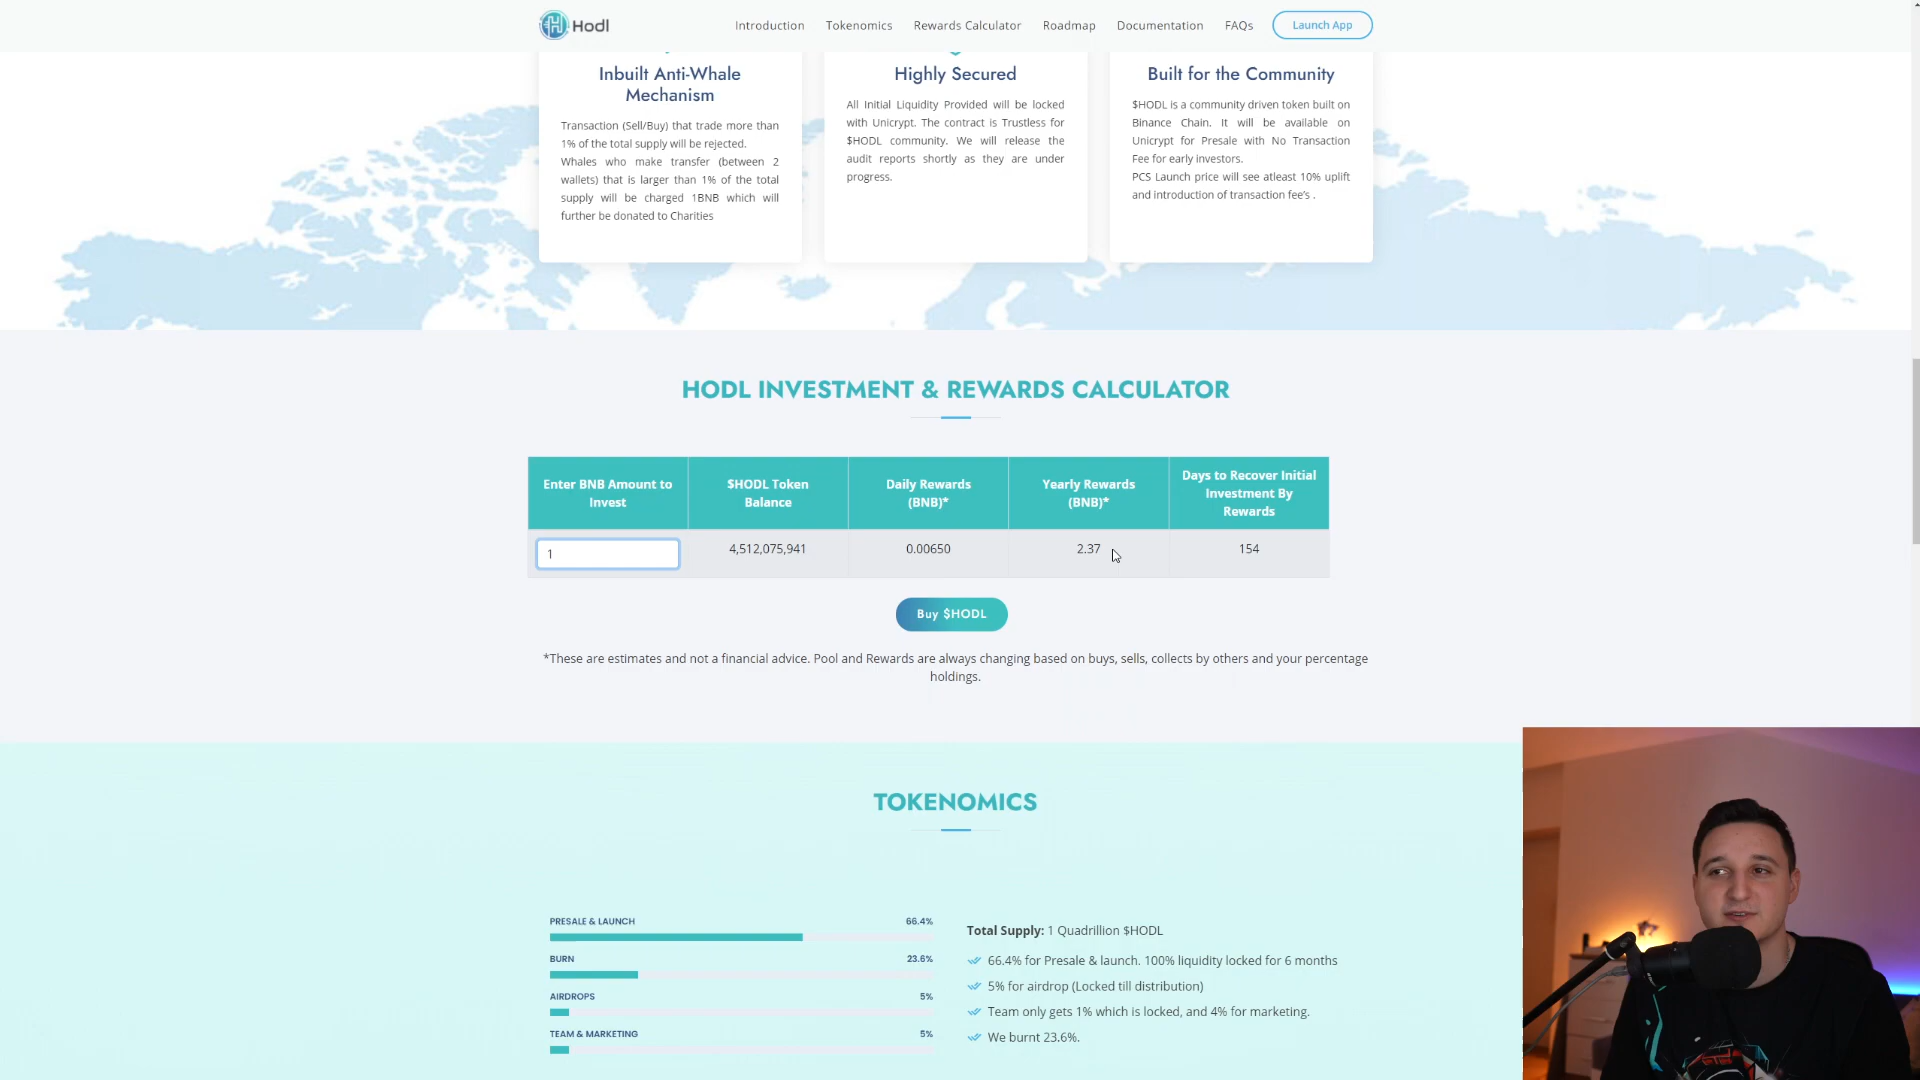 Hodl
Introduction
Tokenomics
Rewards Calculator
Roadmap
Documentation
FAQs
Launch App
Inbuilt Anti-Whale
Mechanism
Transaction (Sell/Buy) that trade more than
1% of the total supply will be rejected.
Whales who make transfer (between 2
wallets) that is larger than 1% of the total
supply will be charged 1BNB which will
further be donated to Charities
Highly Secured
All Initial Liquidity Provided will be locked
with Unicrypt. The contract is Trustless for
$HODL community. We will release the
audit reports shortly as they are under
progress.
Built for the Community
$HODL is a community driven token built on
Binance Chain. It will be available on
Unicrypt for Presale with No Transaction
Fee for early investors.
PCS Launch price will see atleast 10% uplift
and introduction of transaction fee's .
HODL INVESTMENT & REWARDS CALCULATOR
Enter BNB Amount to
Invest
$HODL Token
Balance
Daily Rewards
(BNB)*
Yearly Rewards
(BNB)*
Days to Recover Initial
Investment By
Rewards
1
4,512,075,941
0.00650
2.37
154
Buy $HODL
*These are estimates and not a financial advice. Pool and Rewards are always changing based on buys, sells, collects by others and your percentage
holdings.
TOKENOMICS
PRESALE & LAUNCH 66.4%
BURN 23.6%
AIRDROPS 5%
TEAM & MARKETING 5%
Total Supply: 1 Quadrillion $HODL
66.4% for Presale & launch. 100% liquidity locked for 6 months
5% for airdrop (Locked till distribution)
Team only gets 1% which is locked, and 4% for marketing.
We burnt 23.6%.